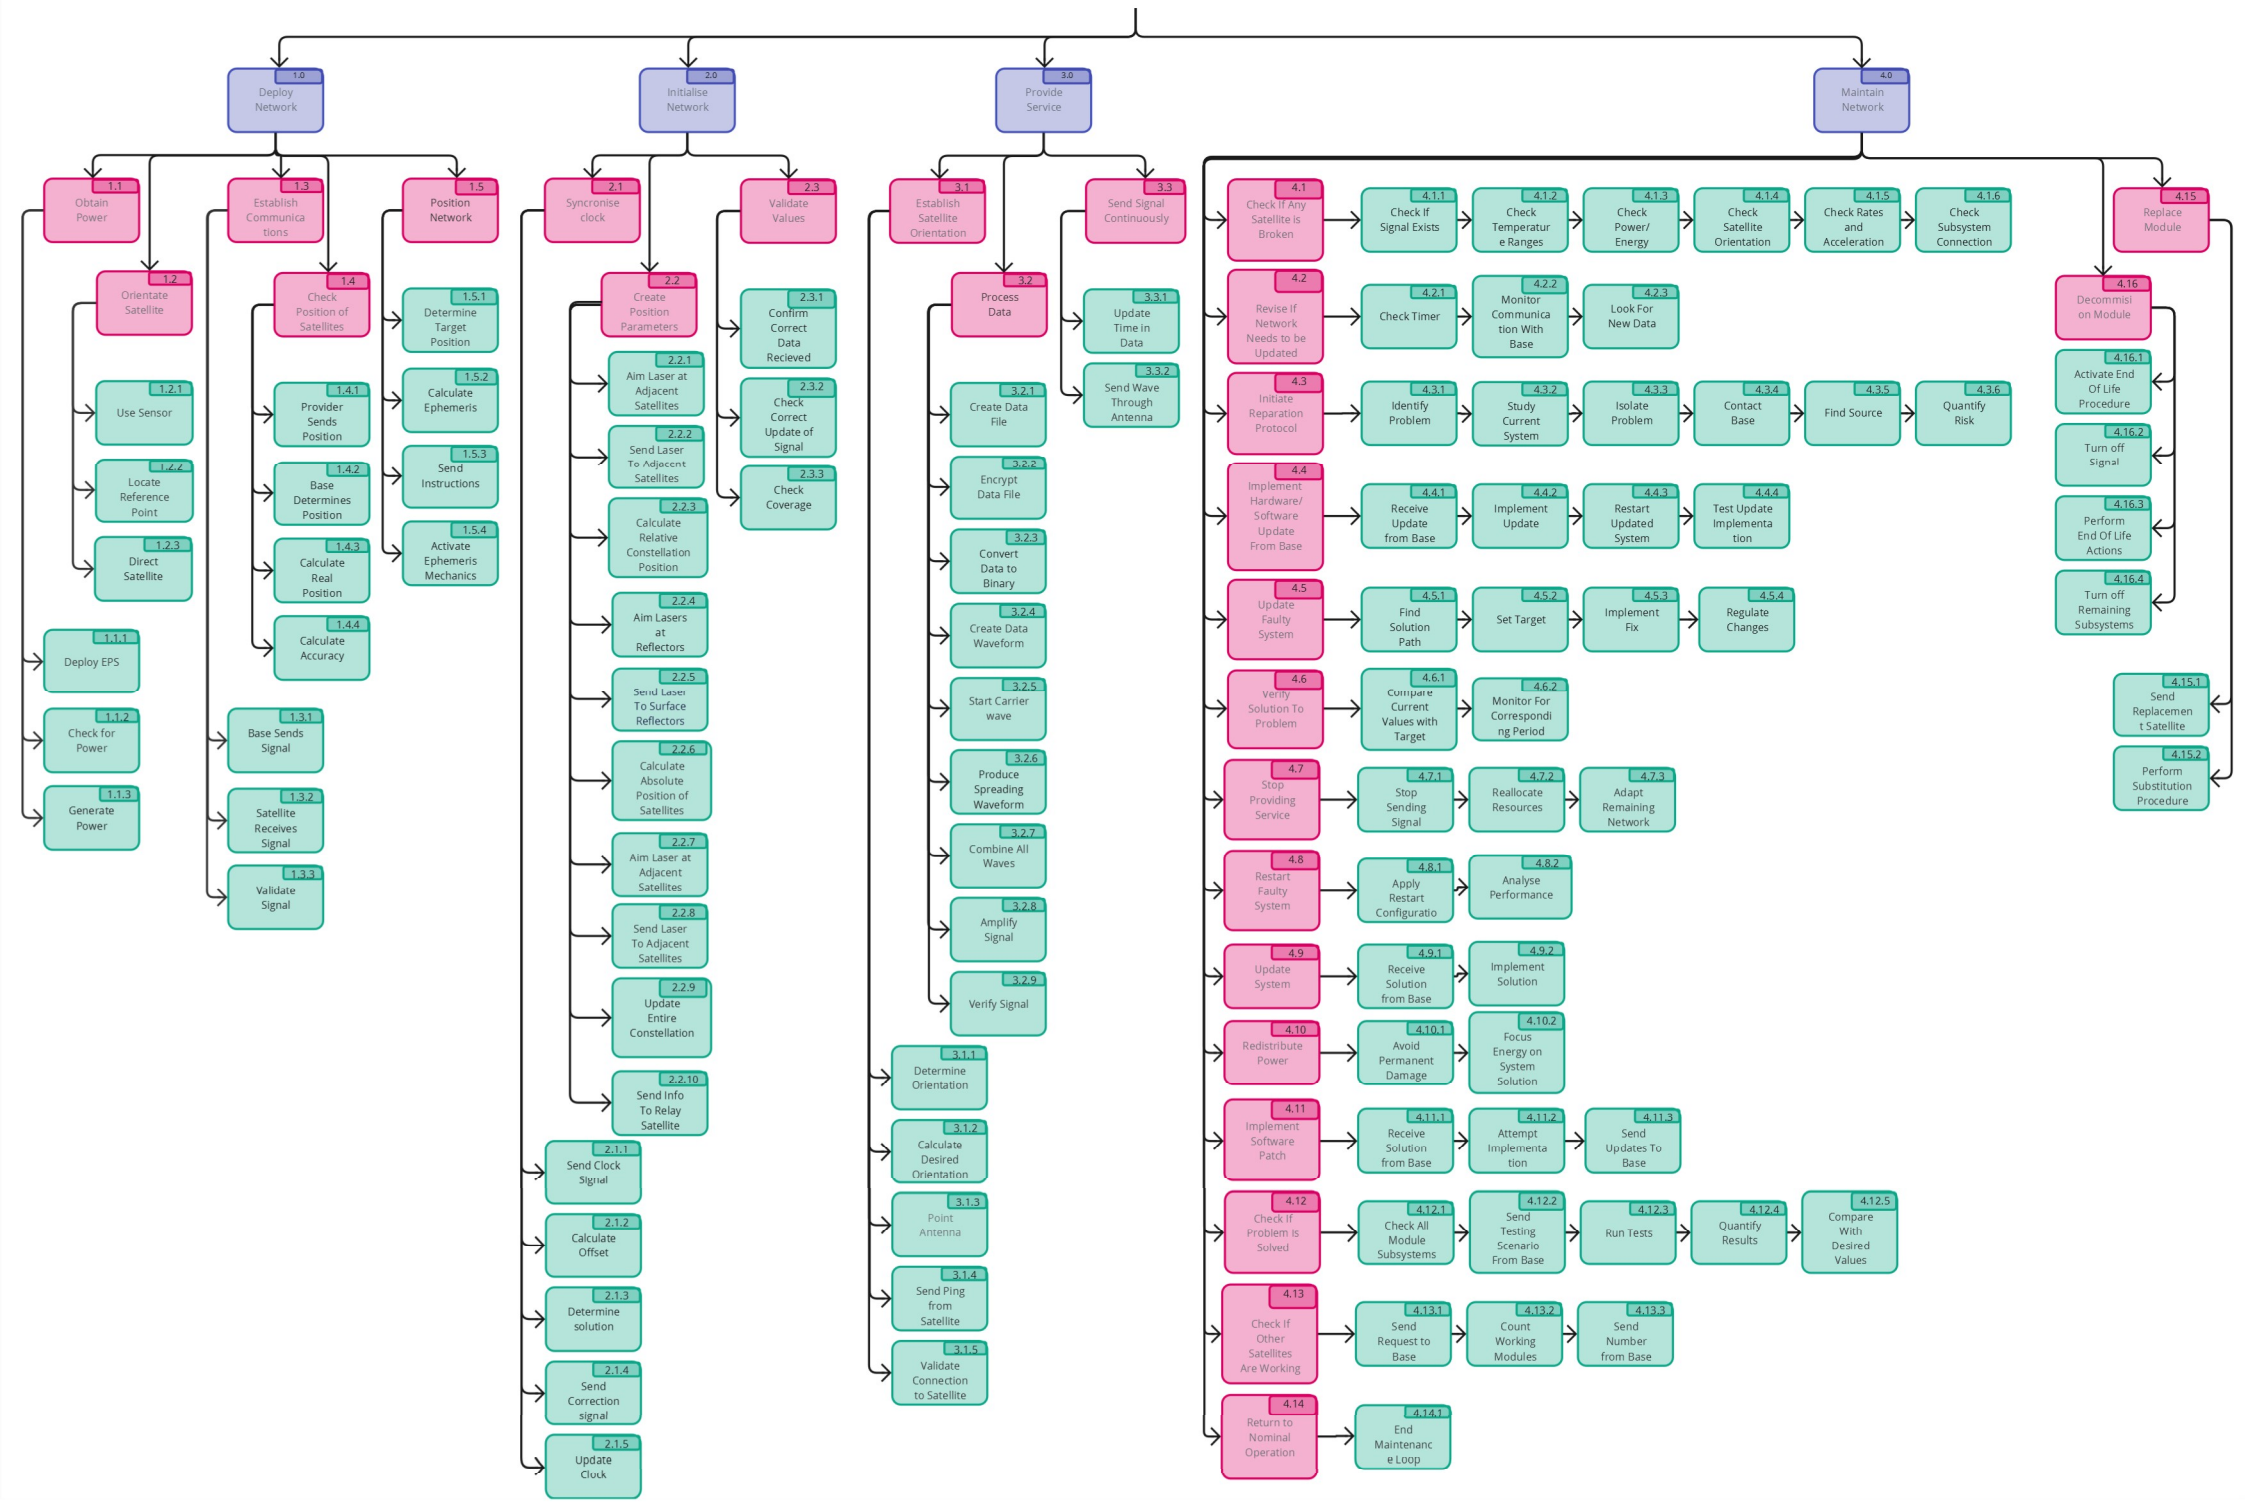 1.0
Deploy
Network
2.0
Initialise
Network
3.0
Provide
Service
4.0
Maintain
Network
1.1
Obtain
Power
1.2
Orientate
Satellite
1.2.1
Use Sensor
1.2.2
Locate
Reference
Point
1.2.3
Direct
Satellite
1.1.1
Deploy EPS
1.1.2
Check for
Power
1.1.3
Generate
Power
1.3
Establish
Communica
tions
1.4
Check
Position of
Satellites
1.4.1
Provider
Sends
Position
1.4.2
Base
Determines
Position
1.4.3
Calculate
Real
Position
1.4.4
Calculate
Accuracy
1.3.1
Base Sends
Signal
1.3.2
Satellite
Receives
Signal
1.3.3
Validate
Signal
1.5
Position
Network
1.5.1
Determine
Target
Position
1.5.2
Calculate
Ephemeris
1.5.3
Send
Instructions
1.5.4
Activate
Ephemeris
Mechanics
2.1
Syncronise
clock
2.2
Create
Position
Parameters
2.2.1
Aim Laser at
Adjacent
Satellites
2.2.2
Send Laser
To Adjacent
Satellites
2.2.3
Calculate
Relative
Constellation
Position
2.2.4
Aim Lasers
at
Reflectors
2.2.5
Send Laser
To Surface
Reflectors
2.2.6
Calculate
Absolute
Position of
Satellites
2.2.7
Aim Laser at
Adjacent
Satellites
2.2.8
Send Laser
To Adjacent
Satellites
2.2.9
Update
Entire
Constellation
2.2.10
Send Info
To Relay
Satellite
2.1.1
Send Clock
Signal
2.1.2
Calculate
Offset
2.1.3
Determine
solution
2.1.4
Send
Correction
signal
2.1.5
Update
Clock
2.3
Validate
Values
2.3.1
Confirm
Correct
Data
Recieved
2.3.2
Check
Correct
Update of
Signal
2.3.3
Check
Coverage
3.1
Establish
Satellite
Orientation
3.2
Process
Data
3.2.1
Create Data
File
3.2.2
Encrypt
Data File
3.2.3
Convert
Data to
Binary
3.2.4
Create Data
Waveform
3.2.5
Start Carrier
wave
3.2.6
Produce
Spreading
Waveform
3.2.7
Combine All
Waves
3.2.8
Amplify
Signal
3.2.9
Verify Signal
3.1.1
Determine
Orientation
3.1.2
Calculate
Desired
Orientation
3.1.3
Point
Antenna
3.1.4
Send Ping
from
Satellite
3.1.5
Validate
Connection
to Satellite
3.3
Send Signal
Continuously
3.3.1
Update
Time in
Data
3.3.2
Send Wave
Through
Antenna
4.1
Check If Any
Satellite is
Broken
4.1.1
Check If
Signal Exists
4.1.2
Check
Temperatur
e Ranges
4.1.3
Check
Power/
Energy
4.1.4
Check
Satellite
Orientation
4.1.5
Check Rates
and
Acceleration
4.1.6
Check
Subsystem
Connection
4.2
Revise If
Network
Needs to be
Updated
4.2.1
Check Timer
4.2.2
Monitor
Communica
tion With
Base
4.2.3
Look For
New Data
4.3
Initiate
Reparation
Protocol
4.3.1
Identify
Problem
4.3.2
Study
Current
System
4.3.3
Isolate
Problem
4.3.4
Contact
Base
4.3.5
Find Source
4.3.6
Quantify
Risk
4.4
Implement
Hardware/
Software
Update
From Base
4.4.1
Receive
Update
from Base
4.4.2
Implement
Update
4.4.3
Restart
Updated
System
4.4.4
Test Update
Implementa
tion
4.5
Update
Faulty
System
4.5.1
Find
Solution
Path
4.5.2
Set Target
4.5.3
Implement
Fix
4.5.4
Regulate
Changes
4.6
Verify
Solution To
Problem
4.6.1
Compare
Current
Values with
Target
4.6.2
Monitor For
Correspondi
ng Period
4.7
Stop
Providing
Service
4.7.1
Stop
Sending
Signal
4.7.2
Reallocate
Resources
4.7.3
Adapt
Remaining
Network
4.8
Restart
Faulty
System
4.8.1
Apply
Restart
Configuratio
4.8.2
Analyse
Performance
4.9
Update
System
4.9.1
Receive
Solution
from Base
4.9.2
Implement
Solution
4.10
Redistribute
Power
4.10.1
Avoid
Permanent
Damage
4.10.2
Focus
Energy on
System
Solution
4.11
Implement
Software
Patch
4.11.1
Receive
Solution
from Base
4.11.2
Attempt
Implementa
tion
4.11.3
Send
Updates To
Base
4.12
Check If
Problem Is
Solved
4.12.1
Check All
Module
Subsystems
4.12.2
Send
Testing
Scenario
From Base
4.12.3
Run Tests
4.12.4
Quantify
Results
4.12.5
Compare
With
Desired
Values
4.13
Check If
Other
Satellites
Are Working
4.13.1
Send
Request to
Base
4.13.2
Count
Working
Modules
4.13.3
Send
Number
from Base
4.14
Return to
Nominal
Operation
4.14.1
End
Maintenanc
e Loop
4.15
Replace
Module
4.16
Decommisi
on Module
4.16.1
Activate End
Of Life
Procedure
4.16.2
Turn off
Signal
4.16.3
Perform
End Of Life
Actions
4.16.4
Turn off
Remaining
Subsystems
4.15.1
Send
Replacemen
t Satellite
4.15.2
Perform
Substitution
Procedure